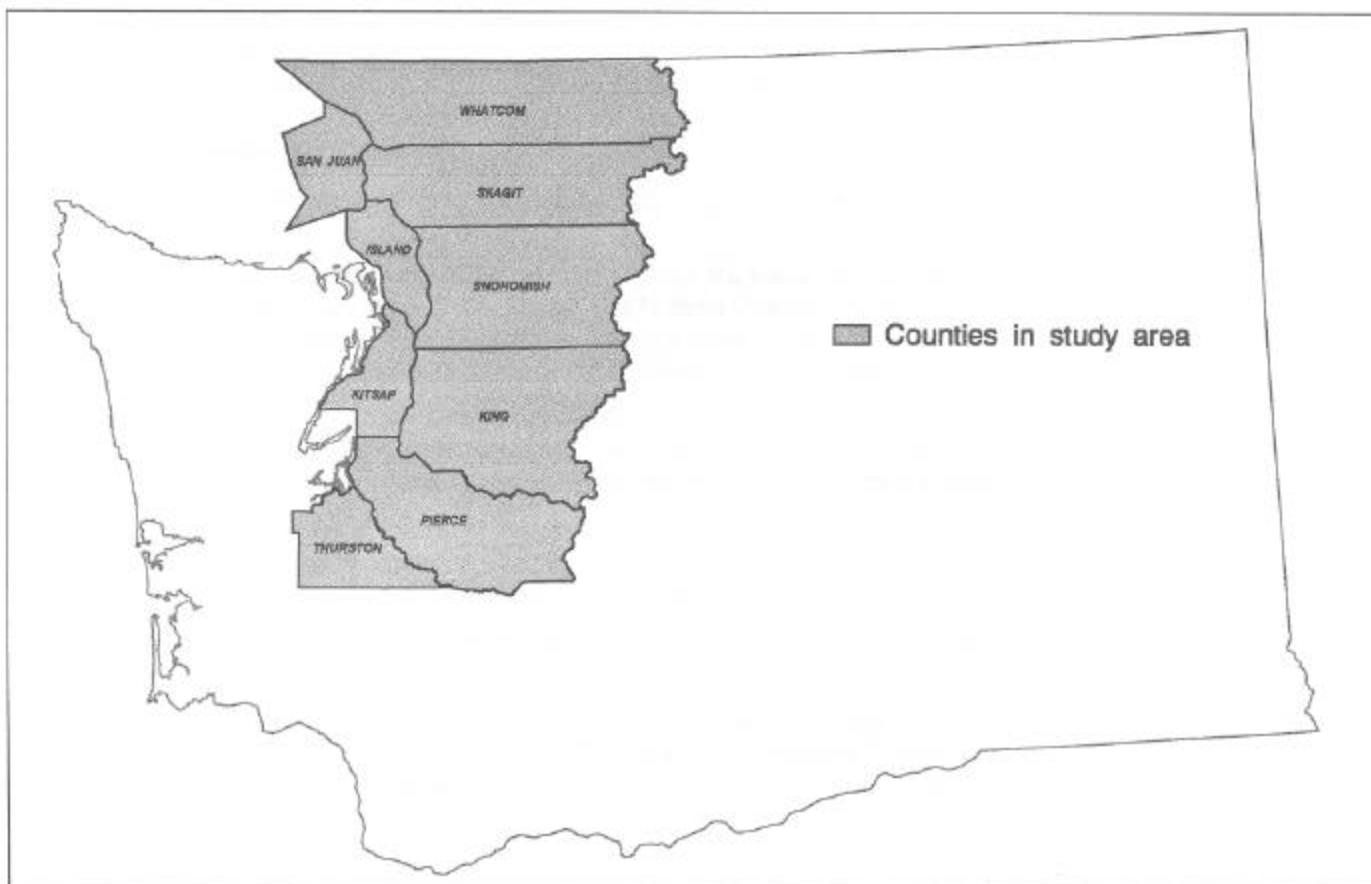 WHATCOM
SAN JUAN
SKAGIT
ISLAND
SNOHOMISH
Counties in study area
KITSAP
KING
PIERCE
THURSTON